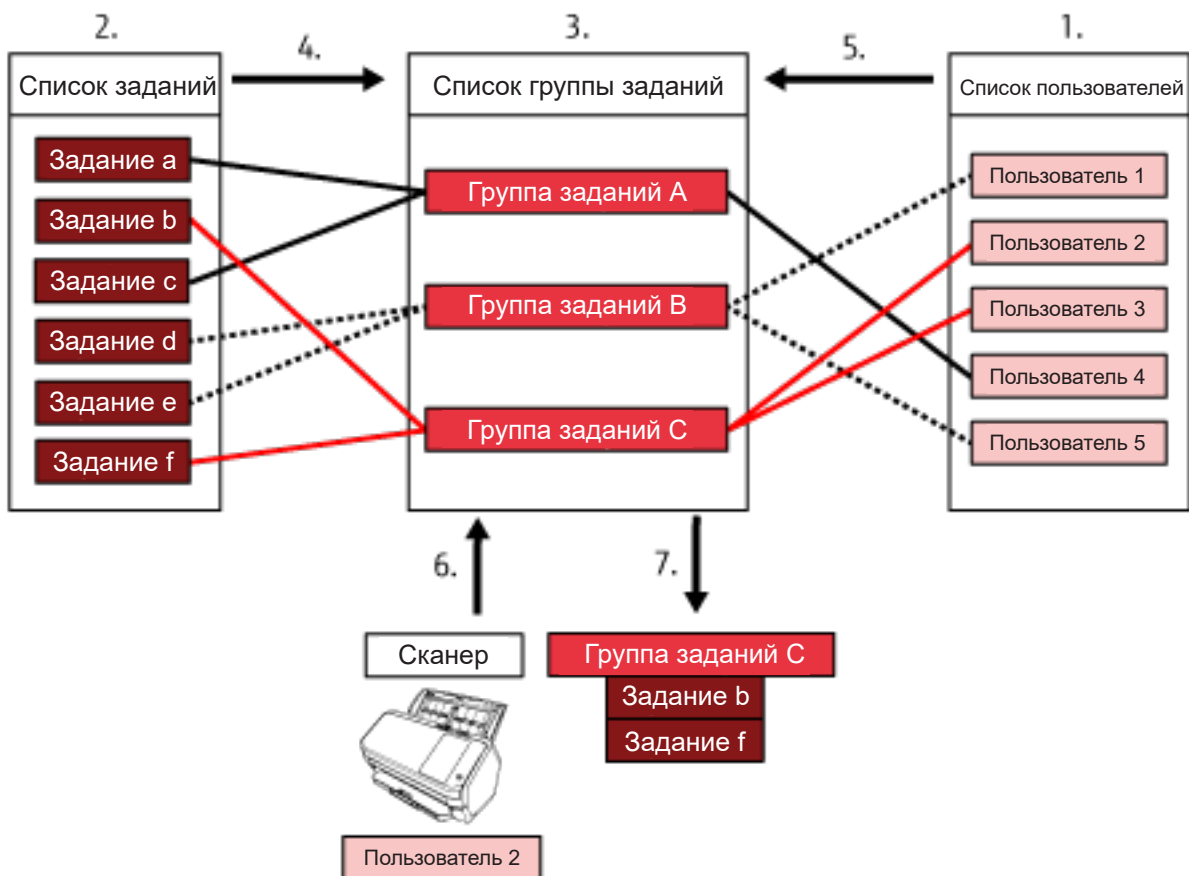 2.
4.
3.
5.
1.
Список заданий
Список группы заданий
Список пользователей
Задание a
Задание b
Задание c
Задание d
Задание e
Задание f
Группа заданий A
Группа заданий B
Группа заданий C
Пользователь 1
Пользователь 2
Пользователь 3
Пользователь 4
Пользователь 5
6.
7.
Сканер
Группа заданий C
Задание b
Задание f
Пользователь 2